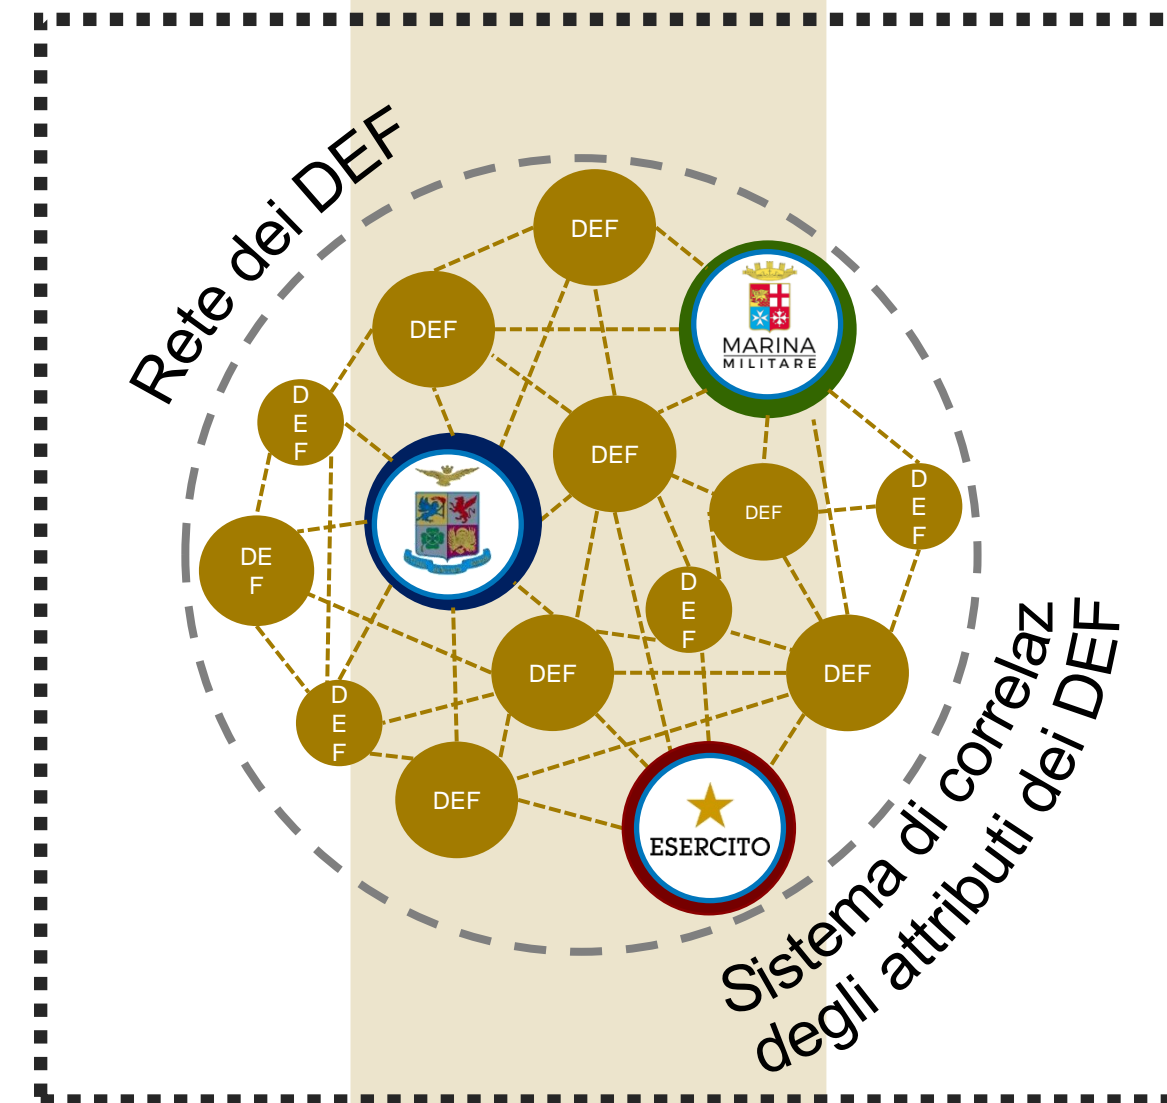 Rete dei DEF
DEF
DEF
MARINA
MILITARE
D
E
F
DEF
DEF
D
E
F
DE
F
D
E
F
DEF
DEF
D
E
F
DEF
ESERCITO
Sistema di correlaz
degli attributi dei DEF